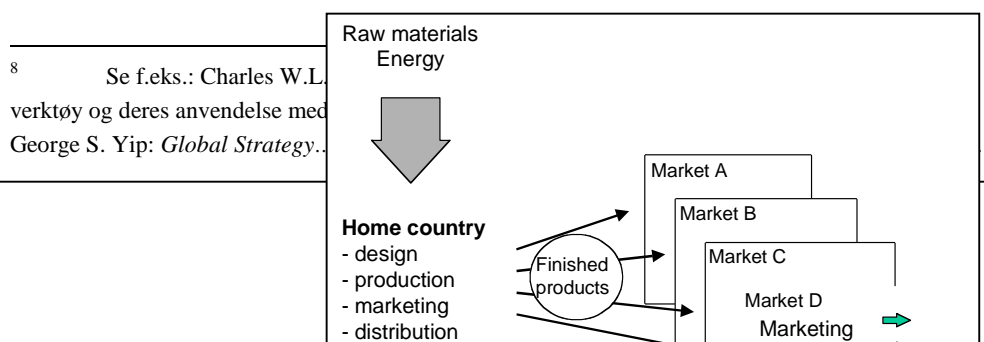 8 Se f.eks.: Charles W.L.
verktøy og deres anvendelse med
George S. Yip: Global Strategy..
Raw materials
Energy
Home country
- design
- production
- marketing
- distribution
Finished
products
Market A
Market B
Market C
Market D
Marketing